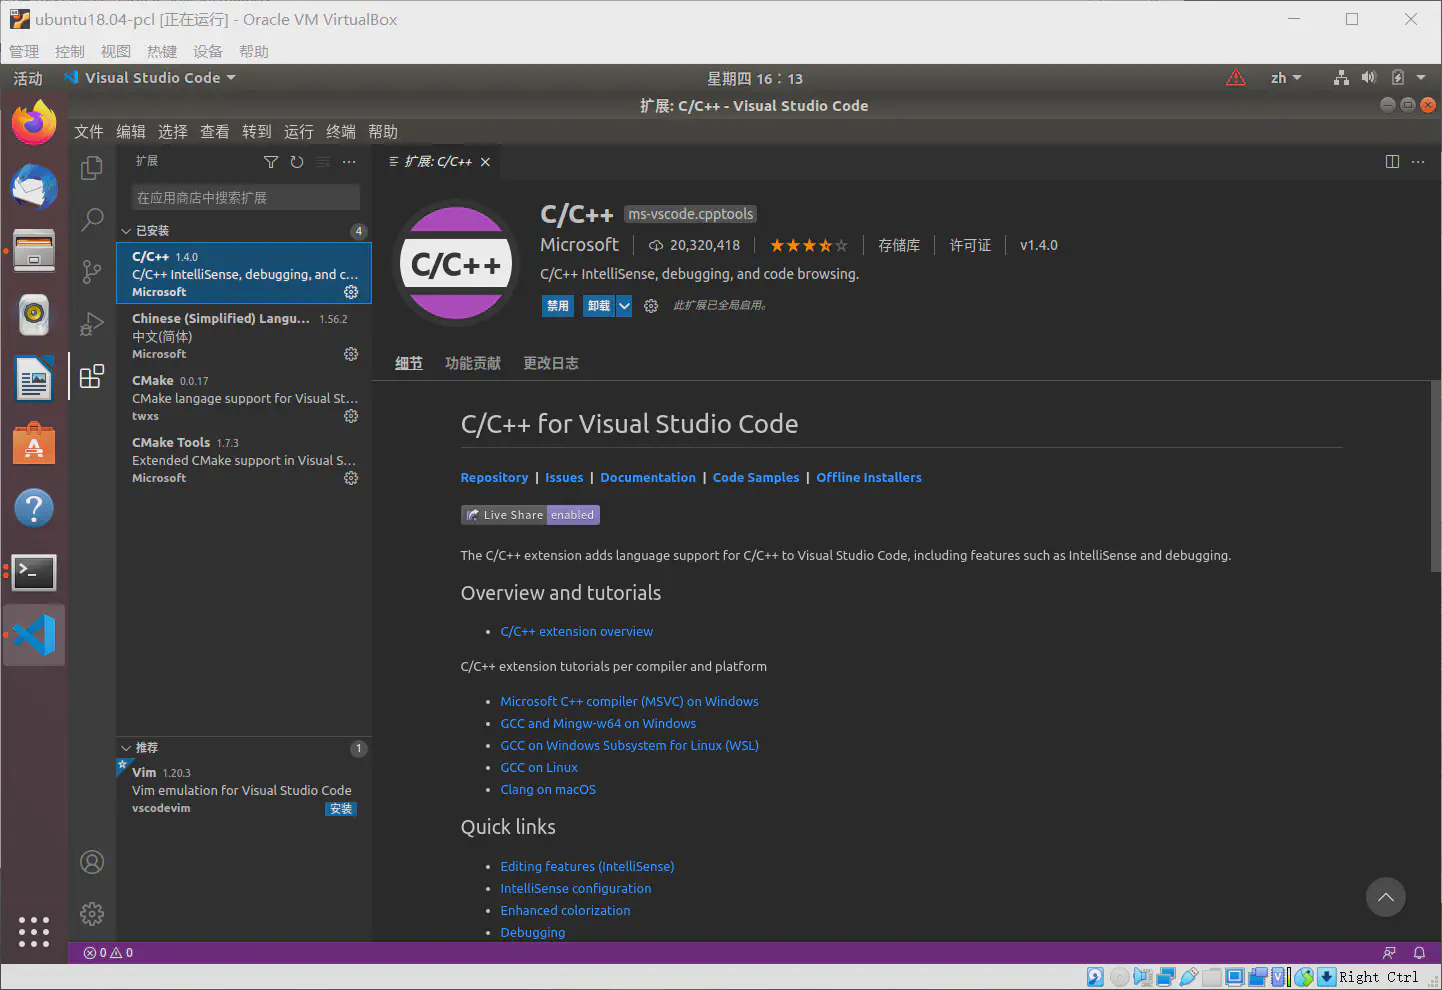 ubuntu18.04-pcl [正在运行] - Oracle VM VirtualBox
管理 控制 视图 热键 设备 帮助
活动 Visual Studio Code 星期四 16：13 zh
扩展: C/C++ - Visual Studio Code
文件 编辑 选择 查看 转到 运行 终端 帮助
扩展
扩展: C/C++
在应用商店中搜索扩展
已安装 4
C/C++ 1.4.0
C/C++ IntelliSense, debugging, and c...
Microsoft
Chinese (Simplified) Langu... 1.56.2
中文(简体)
Microsoft
CMake 0.0.17
CMake langage support for Visual St...
twxs
CMake Tools 1.7.3
Extended CMake support in Visual S...
Microsoft
推荐 1
Vim 1.20.3
Vim emulation for Visual Studio Code
vscodevim 安装
C/C++
C/C++ ms-vscode.cpptools
Microsoft 20,320,418 存储库 许可证 v1.4.0
C/C++ IntelliSense, debugging, and code browsing.
禁用 卸载 此扩展已全局启用。
细节 功能贡献 更改日志
C/C++ for Visual Studio Code
Repository | Issues | Documentation | Code Samples | Offline Installers
Live Share enabled
The C/C++ extension adds language support for C/C++ to Visual Studio Code, including features such as IntelliSense and debugging.
Overview and tutorials
• C/C++ extension overview
C/C++ extension tutorials per compiler and platform
• Microsoft C++ compiler (MSVC) on Windows
• GCC and Mingw-w64 on Windows
• GCC on Windows Subsystem for Linux (WSL)
• GCC on Linux
• Clang on macOS
Quick links
• Editing features (IntelliSense)
• IntelliSense configuration
• Enhanced colorization
• Debugging
0 0
Right Ctrl